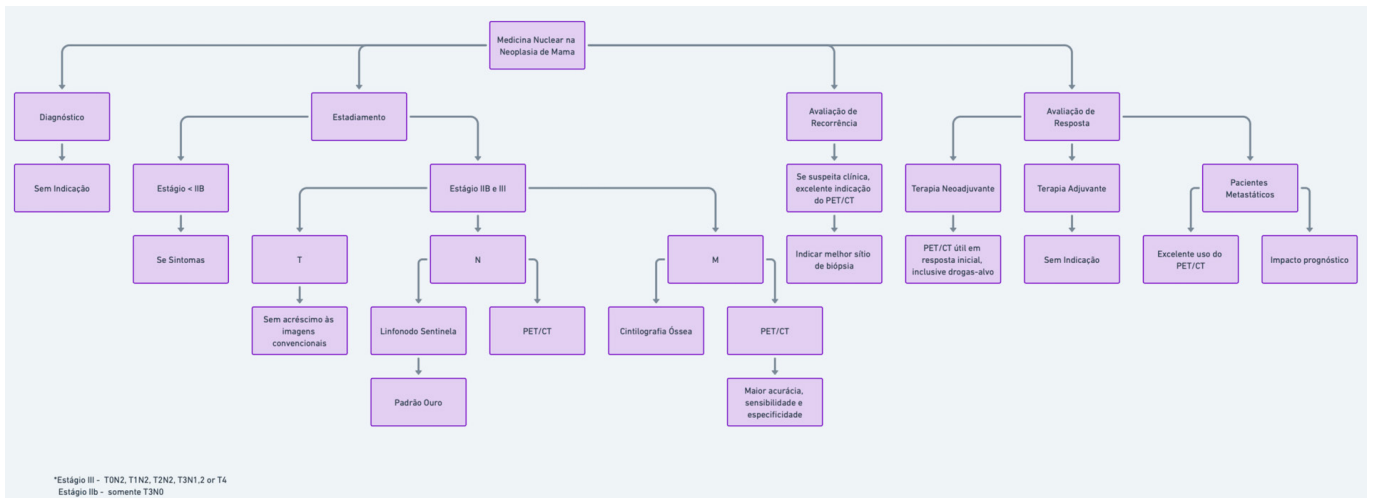 Medicina Nuclear na
Neoplasia de Mama
Diagnóstico
Estadiamento
Avaliação de
Recorrência
Avaliação de
Resposta
Sem Indicação
Estágio < IIB
Estágio IIB e III
Se suspeita clínica,
excelente indicação
do PET/CT
Terapia Neoadjuvante
Terapia Adjuvante
Pacientes
Metastáticos
Se Sintomas
T
N
M
Indicar melhor sítio
de biópsia
PET/CT útil em
resposta inicial,
inclusive drogas-alvo
Sem Indicação
Excelente uso do
PET/CT
Impacto prognóstico
Sem acréscimo às
imagens
convencionais
Linfonodo Sentinela
PET/CT
Cintilografia Óssea
PET/CT
Padrão Ouro
Maior acurácia,
sensibilidade e
especificidade
*Estágio III - T0N2, T1N2, T2N2, T3N1,2 or T4
Estágio IIb - somente T3N0